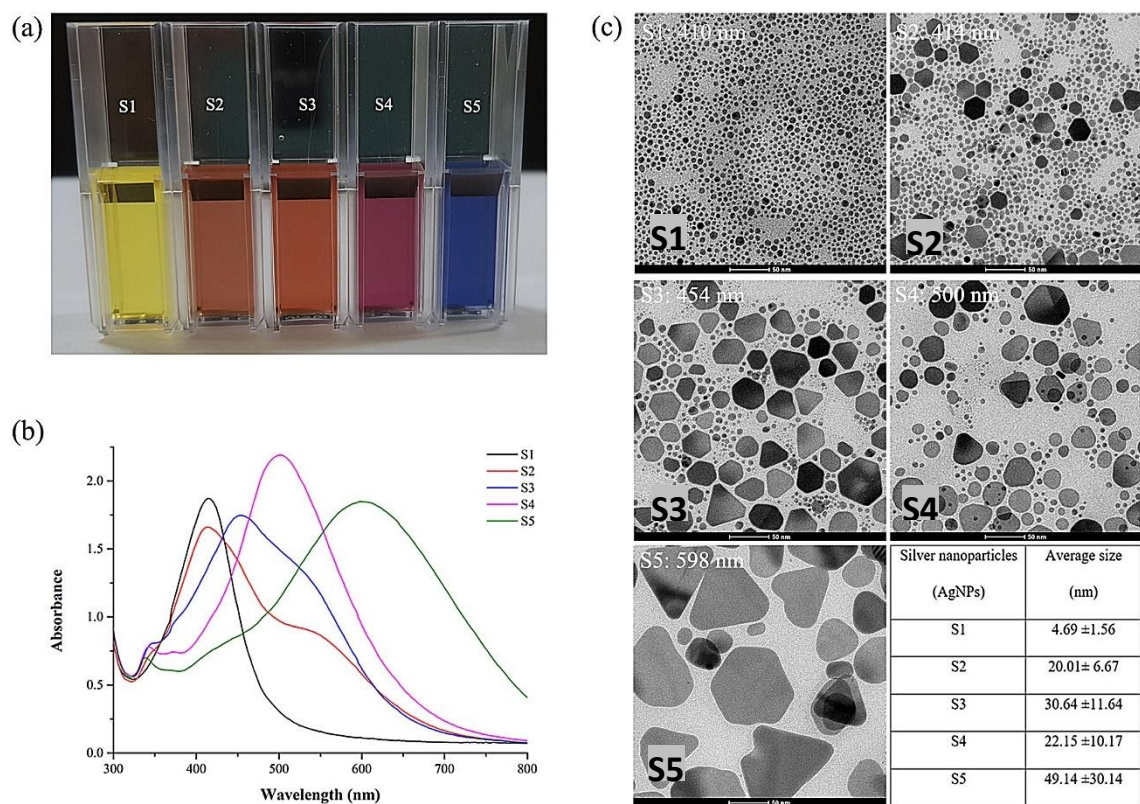 (a)
S1 S2 S3 S4 S5
(b)
Absorbance
2.0
1.5
1.0
0.5
0.0
300 400 500 600 700 800
Wavelength (nm)
S1
S2
S3
S4
S5
(c)
S1: 410 nm
S1
50 nm
S2: 414 nm
S2
50 nm
S3: 454 nm
S3
50 nm
S4: 500 nm
S4
50 nm
S5: 598 nm
S5
50 nm
Silver nanoparticles Average size
(AgNPs) (nm)
S1 4.69 ±1.56
S2 20.01± 6.67
S3 30.64 ±11.64
S4 22.15 ±10.17
S5 49.14 ±30.14